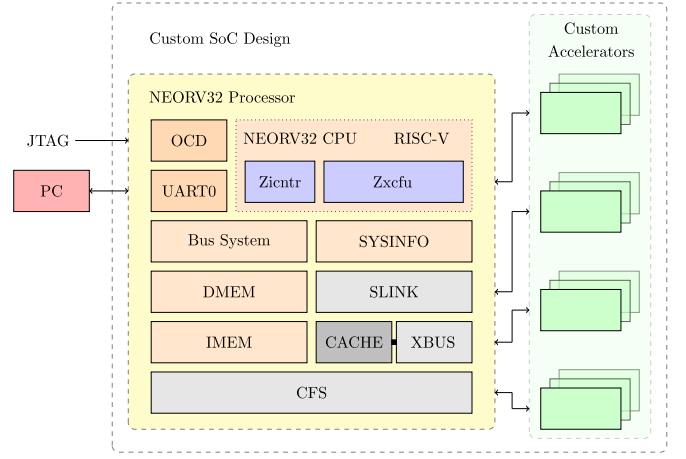 Custom SoC Design
Custom
Accelerators
NEORV32 Processor
JTAG
OCD
NEORV32 CPU
RISC-V
PC
UART0
Zicntr
Zxcfu
Bus System
SYSINFO
DMEM
SLINK
IMEM
CACHE
XBUS
CFS